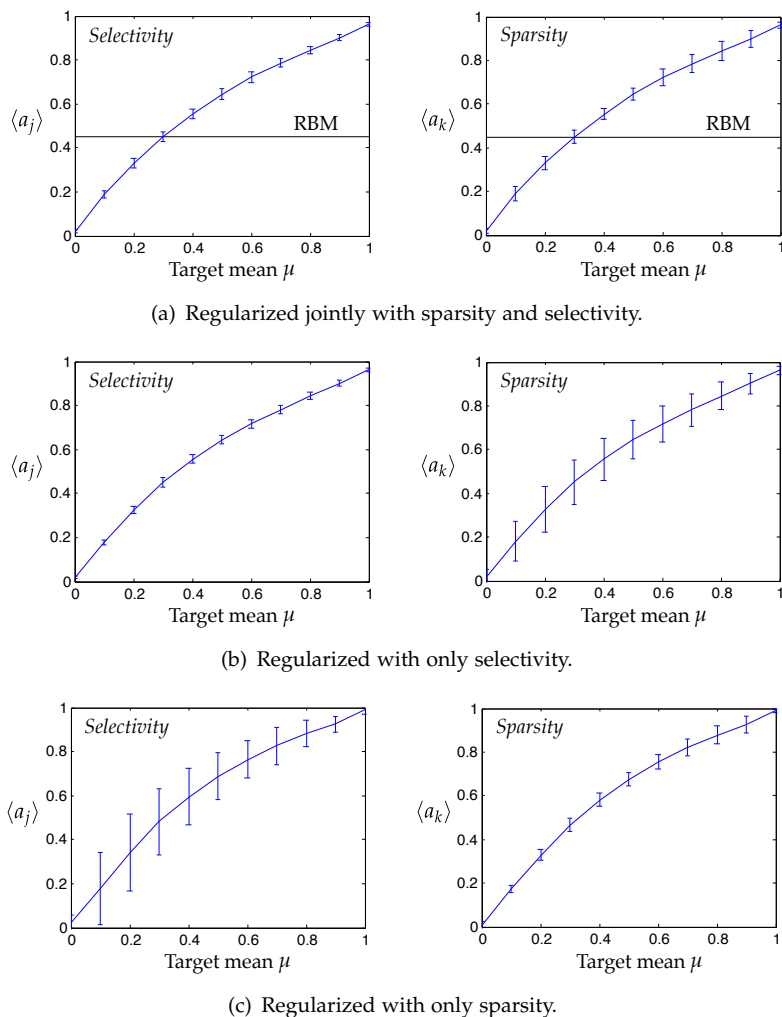 Selectivity
⟨a_j⟩
RBM
1
0.8
0.6
0.4
0.2
0
0 0.2 0.4 0.6 0.8 1
Target mean μ
Sparsity
⟨a_k⟩
RBM
1
0.8
0.6
0.4
0.2
0
0 0.2 0.4 0.6 0.8 1
Target mean μ
(a) Regularized jointly with sparsity and selectivity.
Selectivity
⟨a_j⟩
1
0.8
0.6
0.4
0.2
0
0 0.2 0.4 0.6 0.8 1
Target mean μ
Sparsity
⟨a_k⟩
1
0.8
0.6
0.4
0.2
0
0 0.2 0.4 0.6 0.8 1
Target mean μ
(b) Regularized with only selectivity.
Selectivity
⟨a_j⟩
1
0.8
0.6
0.4
0.2
0
0 0.2 0.4 0.6 0.8 1
Target mean μ
Sparsity
⟨a_k⟩
1
0.8
0.6
0.4
0.2
0
0 0.2 0.4 0.6 0.8 1
Target mean μ
(c) Regularized with only sparsity.